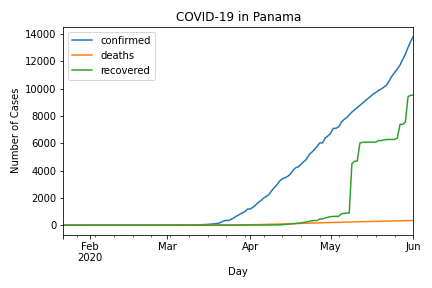 COVID-19 in Panama
14000
12000
10000
8000
6000
4000
2000
0
Number of Cases
confirmed
deaths
recovered
Feb
2020
Mar
Apr
May
Jun
Day